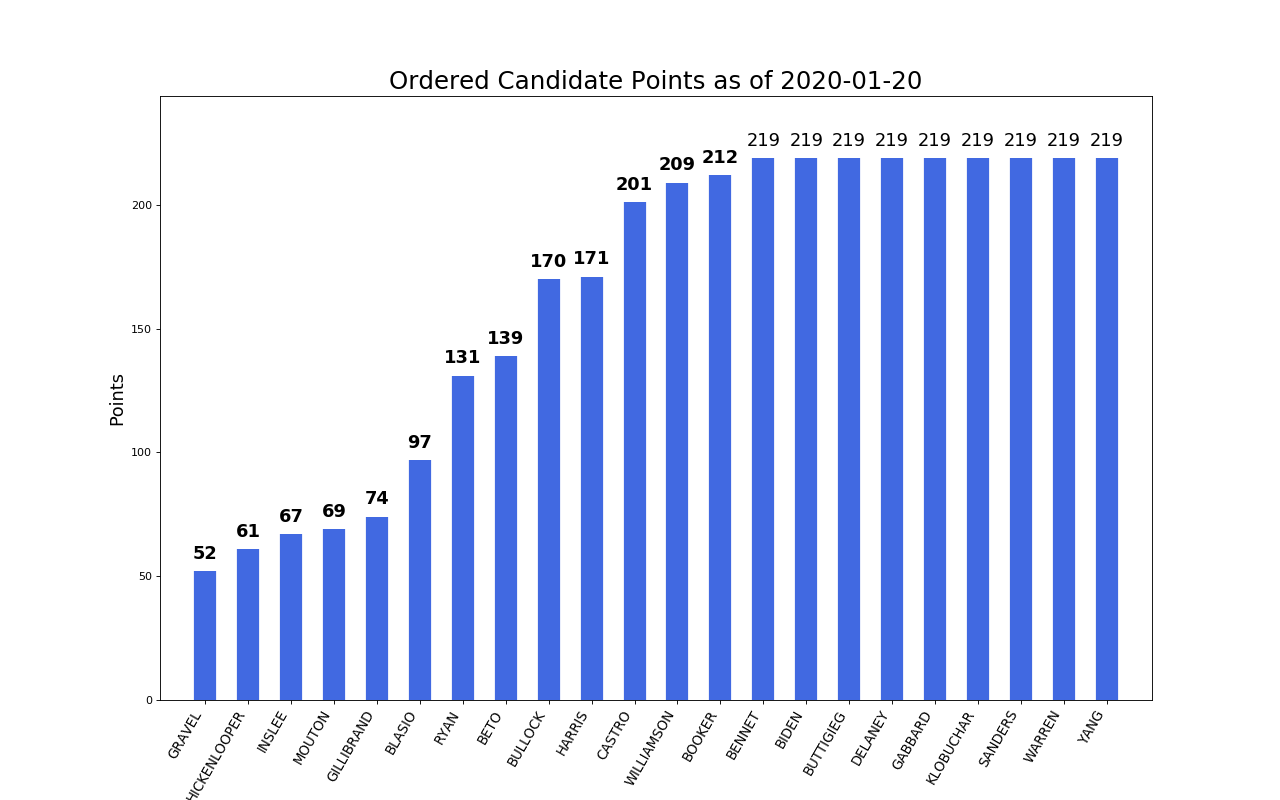 Ordered Candidate Points as of 2020-01-20
Points
200
150
100
50
0
52 61 67 69 74 97 131 139 170 171 201 209 212 219 219 219 219 219 219 219 219 219
GRAVEL HICKENLOOPER INSLEE MOUTON GILLIBRAND BLASIO RYAN BETO BULLOCK HARRIS CASTRO WILLIAMSON BOOKER BENNET BIDEN BUTTIGIEG DELANEY GABBARD KLOBUCHAR SANDERS WARREN YANG